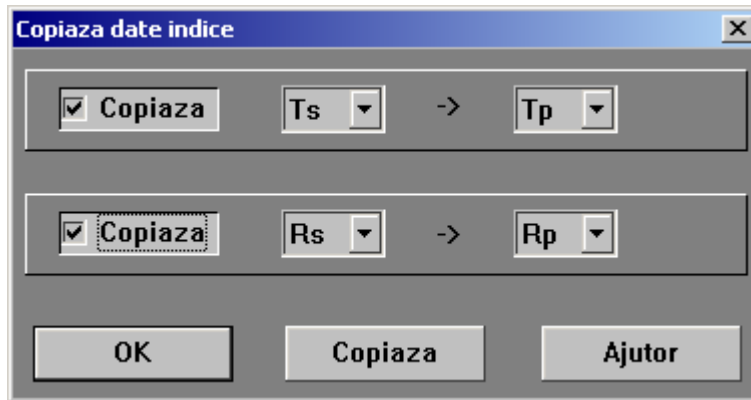 Copiaza date indice
Copiaza Ts -> Tp
Copiaza Rs -> Rp
OK Copiaza Ajutor